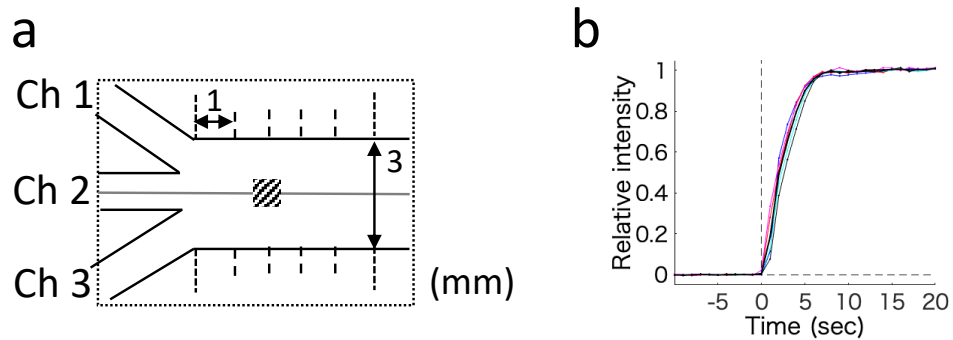 a
Ch 1
1
3
Ch 2
Ch 3
(mm)
b
Relative intensity
1
0.8
0.6
0.4
0.2
0
-5 0 5 10 15 20
Time (sec)